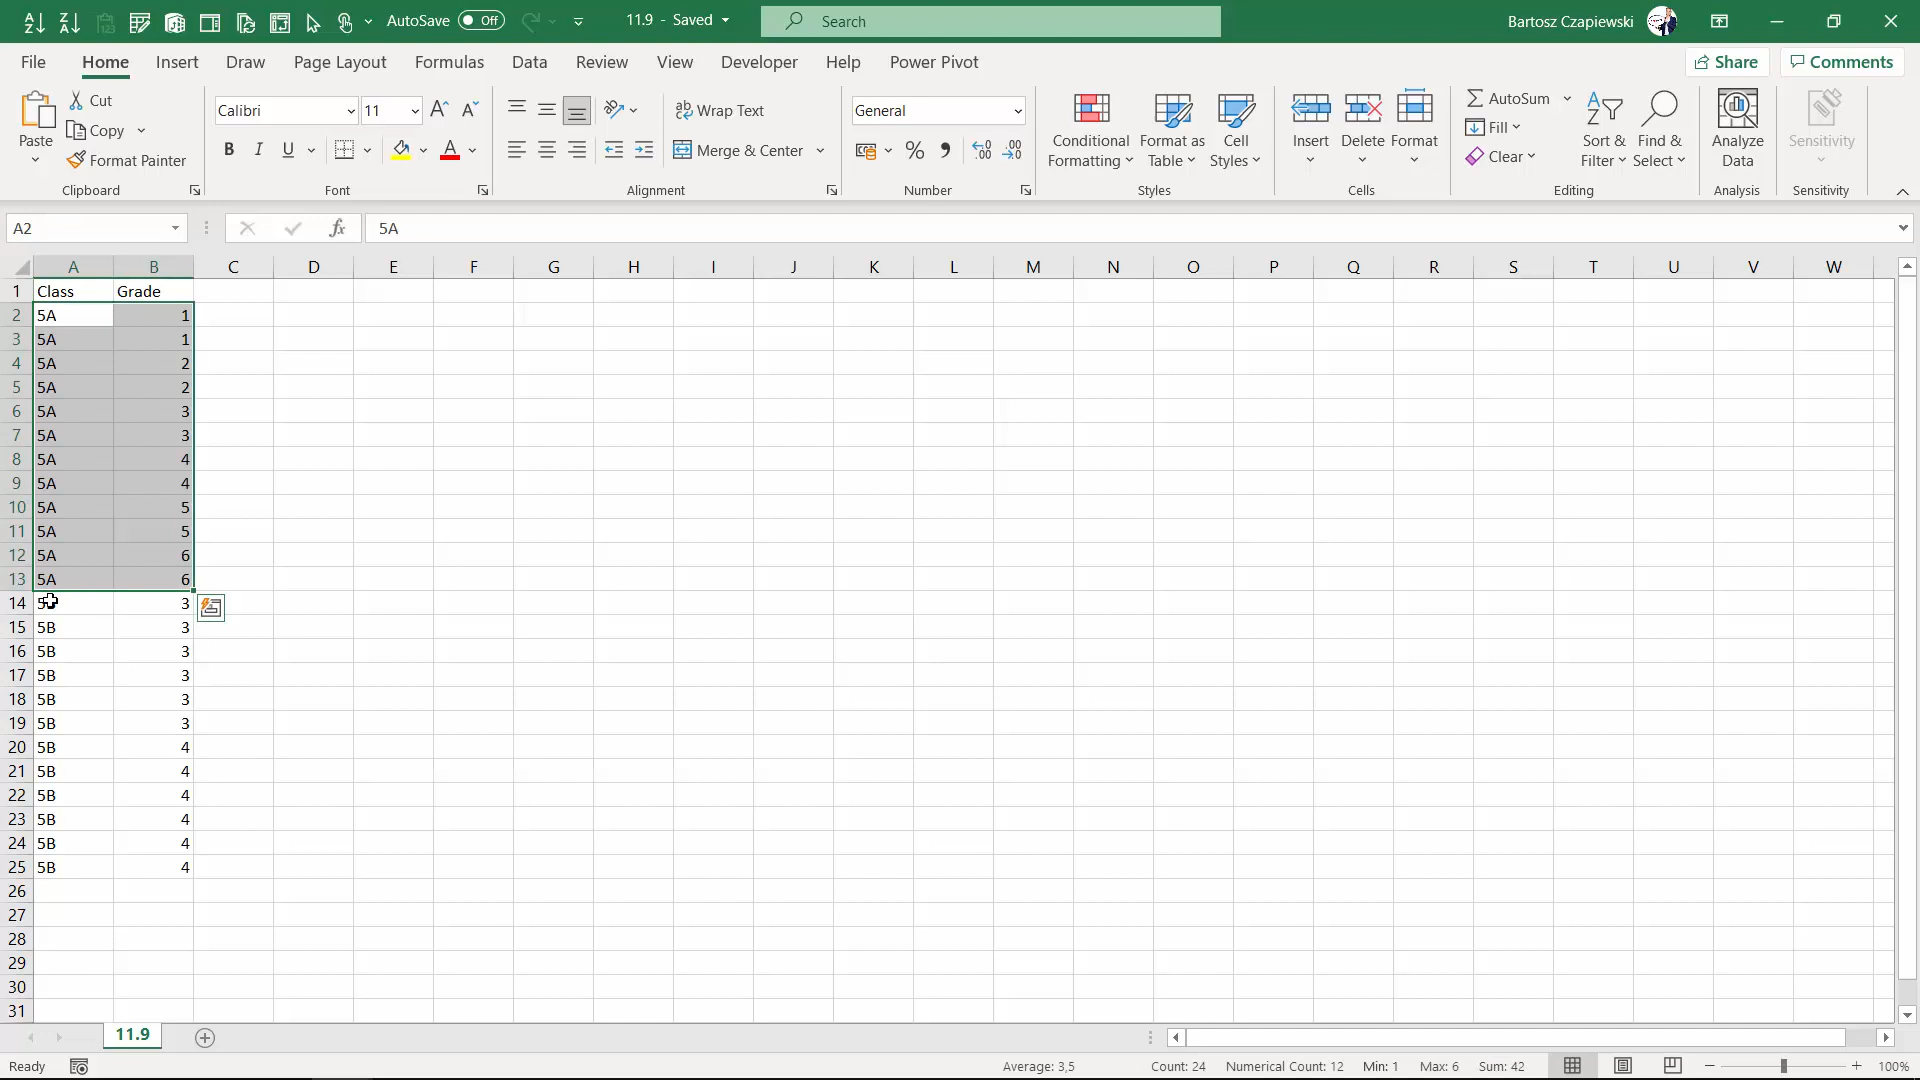 AutoSave Off 11.9 - Saved Search Bartosz Czapiewski
File Home Insert Draw Page Layout Formulas Data Review View Developer Help Power Pivot Share Comments
Paste
Cut
Copy
Format Painter
Clipboard
Calibri 11
B I U A
Font
ab Wrap Text
Merge & Center
Alignment
General
%
Number
Conditional Formatting
Format as Table
Cell Styles
Styles
Insert Delete Format
Cells
AutoSum
Fill
Clear
Sort & Filter
Find & Select
Editing
Analyze Data
Analysis
Sensitivity
Sensitivity
A2 fx 5A
A B C D E F G H I J K L M N O P Q R S T U V W
1 Class Grade
2 5A 1
3 5A 1
4 5A 2
5 5A 2
6 5A 3
7 5A 3
8 5A 4
9 5A 4
10 5A 5
11 5A 5
12 5A 6
13 5A 6
14 3
15 5B 3
16 5B 3
17 5B 3
18 5B 3
19 5B 3
20 5B 4
21 5B 4
22 5B 4
23 5B 4
24 5B 4
25 5B 4
26
27
28
29
30
31
11.9
Ready Average: 3,5 Count: 24 Numerical Count: 12 Min: 1 Max: 6 Sum: 42 100%